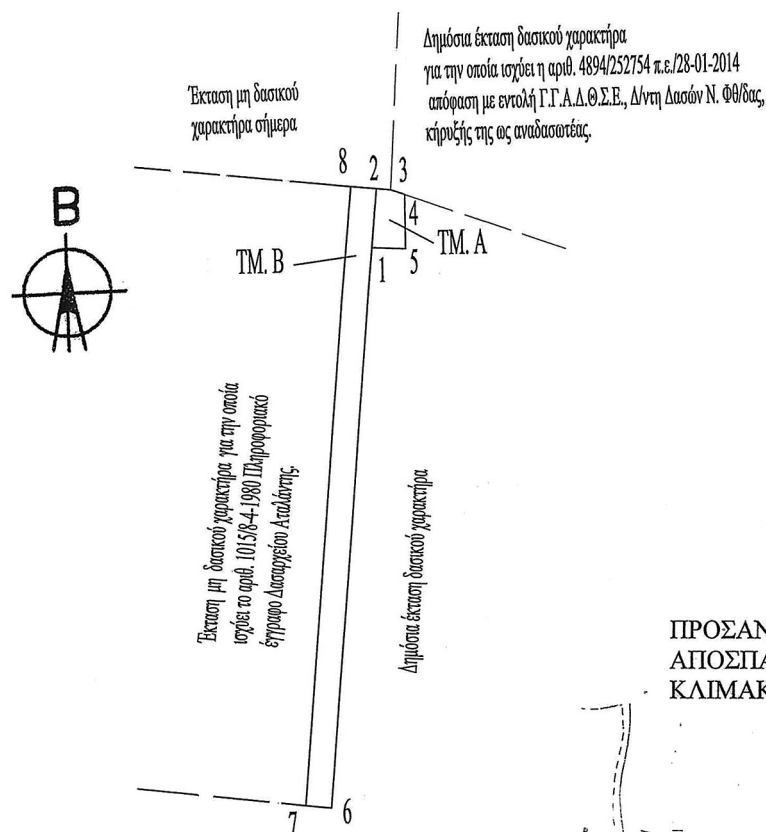 Δημόσια έκταση δασικού χαρακτήρα
για την οποία ισχύει η αριθ. 4894/252754 π.ε./28-01-2014
απόφαση με εντολή Γ.Γ.Α.Δ.Θ.Σ.Ε., Δ/ντη Δασών Ν. Φθ/δας,
κήρυξής της ως αναδασωτέας.
Έκταση μη δασικού
χαρακτήρα σήμερα
8 2 3
Β
4
ΤΜ. Β
1
5
ΤΜ. Α
Έκταση μη δασικού χαρακτήρα για την οποία
ισχύει το αριθ. 1015/8-4-1980 Πληροφοριακό
έγγραφο Δασαρχείου Αταλάντης.
Δημόσια έκταση δασικού χαρακτήρα
ΠΡΟΣΑΝ
ΑΠΟΣΠΑ
ΚΛΙΜΑΚ
7
6